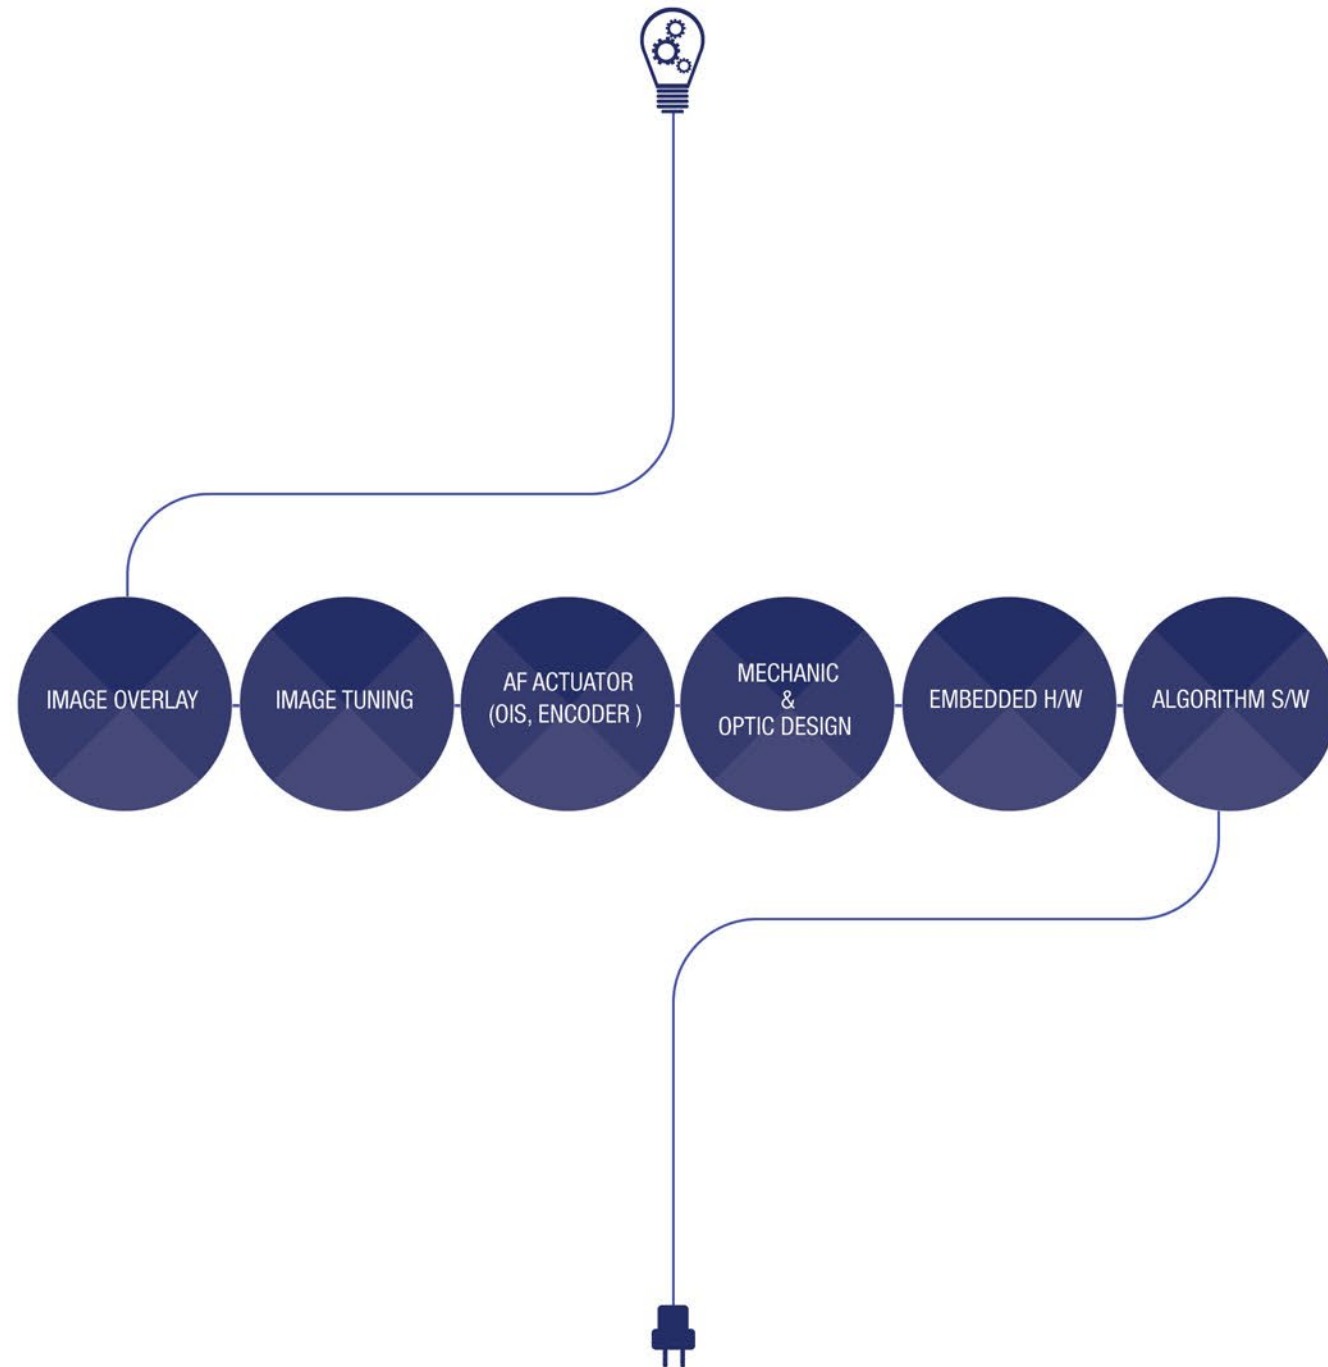 IMAGE OVERLAY
IMAGE TUNING
AF ACTUATOR
(OIS, ENCODER )
MECHANIC
&
OPTIC DESIGN
EMBEDDED H/W
ALGORITHM S/W